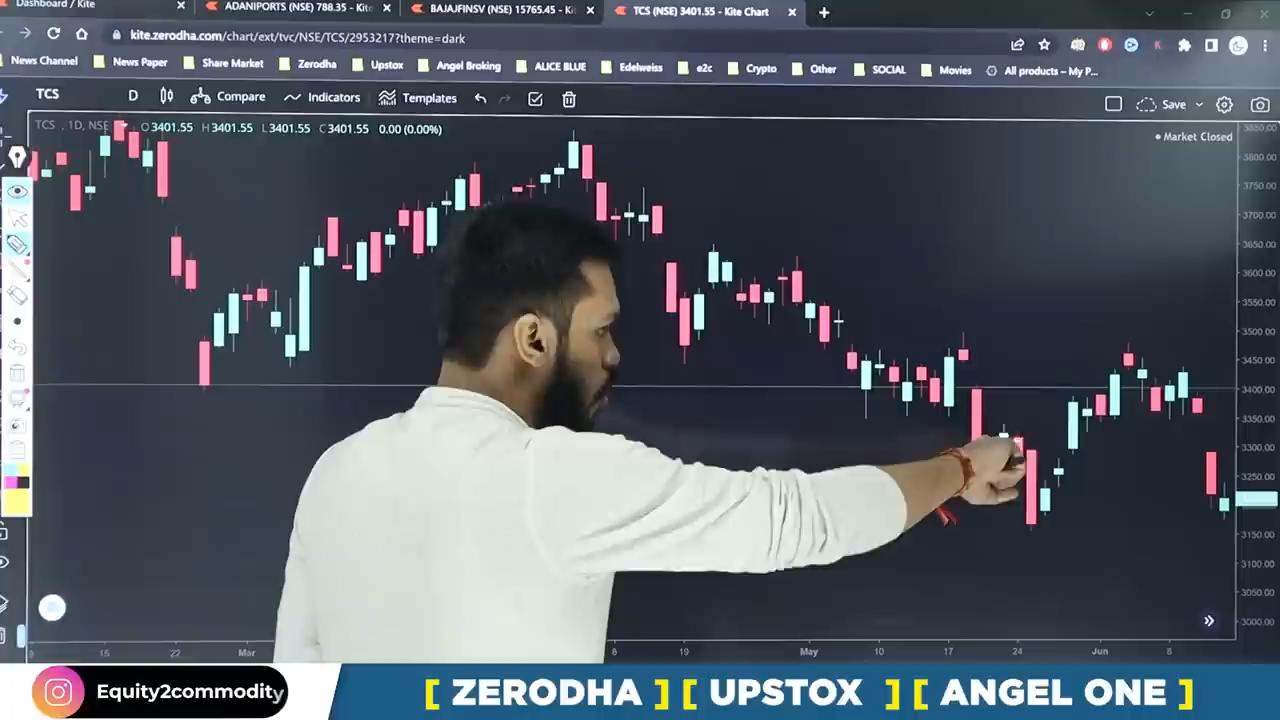 Dashboard / Kite
ADANIPORTS (NSE) 788.35 - Kite
BAJAJFINSV (NSE) 15765.45 - Kit
TCS (NSE) 3401.55 - Kite Chart
kite.zerodha.com/chart/ext/tvc/NSE/TCS/2953217?theme=dark
News Channel
News Paper
Share Market
Zerodha
Upstox
Angel Broking
ALICE BLUE
Edelweiss
e2c
Crypto
Other
SOCIAL
Movies
All products – My P...
TCS
D
Compare
Indicators
Templates
Save
TCS , 1D, NSE
O3401.55 H3401.55 L3401.55 C3401.55 0.00 (0.00%)
Market Closed
3850.00
3800.00
3750.00
3700.00
3650.00
3600.00
3550.00
3500.00
3450.00
3400.00
3350.00
3300.00
3250.00
3150.00
3100.00
3050.00
3000.00
15 22 Mar 8 19 May 10 17 24 Jun 8
Equity2commodity
[ ZERODHA ] [ UPSTOX ] [ ANGEL ONE ]